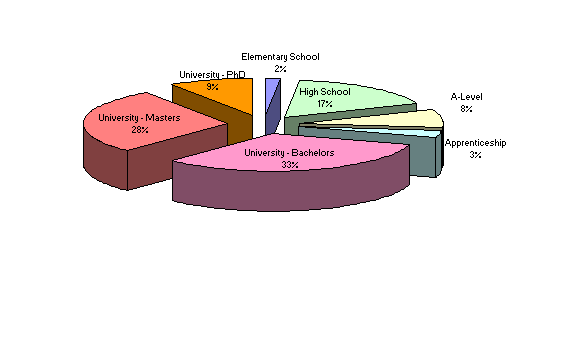 Elementary School
2%
University - PhD
9%
High School
17%
A-Level
8%
University - Masters
28%
Apprenticeship
3%
University - Bachelors
33%